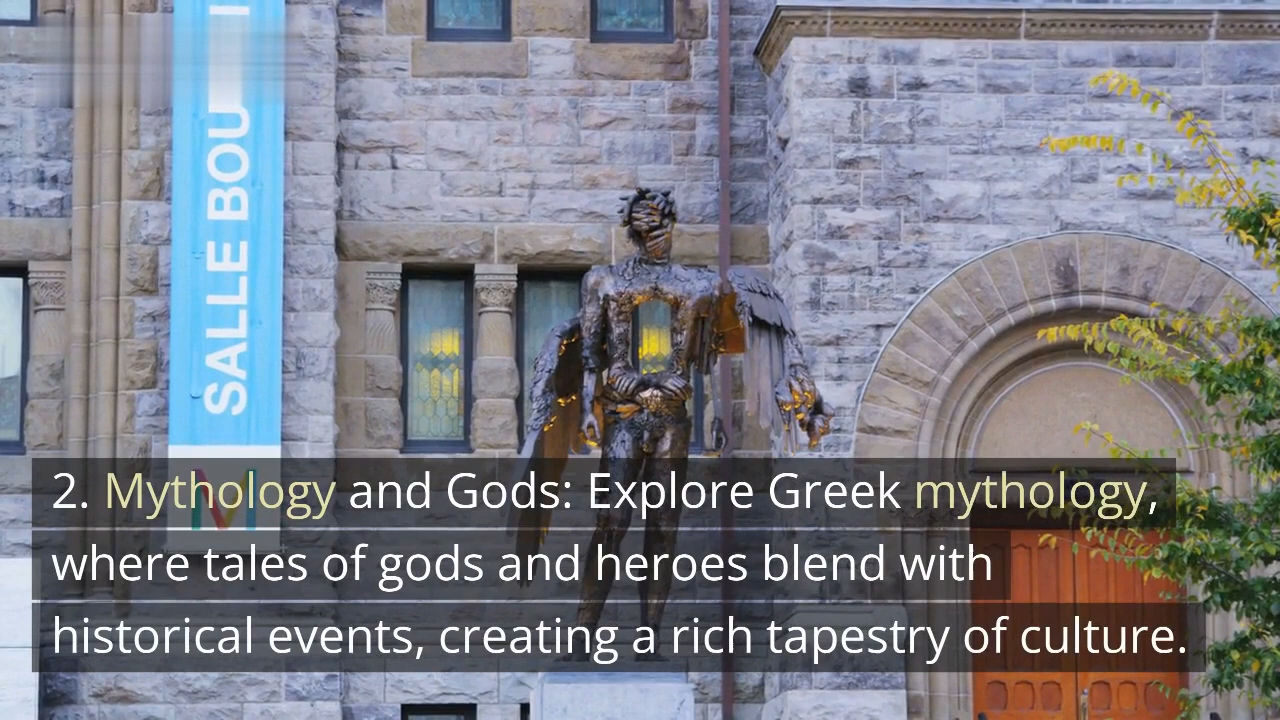 SALLE BOU
M
2. Mythology and Gods: Explore Greek mythology,
where tales of gods and heroes blend with
historical events, creating a rich tapestry of culture.